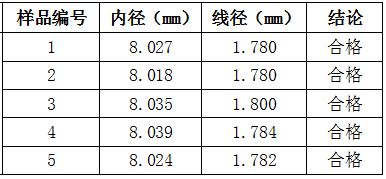 样品编号 内径（mm） 线径（mm） 结论
1 8.027 1.780 合格
2 8.018 1.780 合格
3 8.035 1.800 合格
4 8.039 1.784 合格
5 8.024 1.782 合格